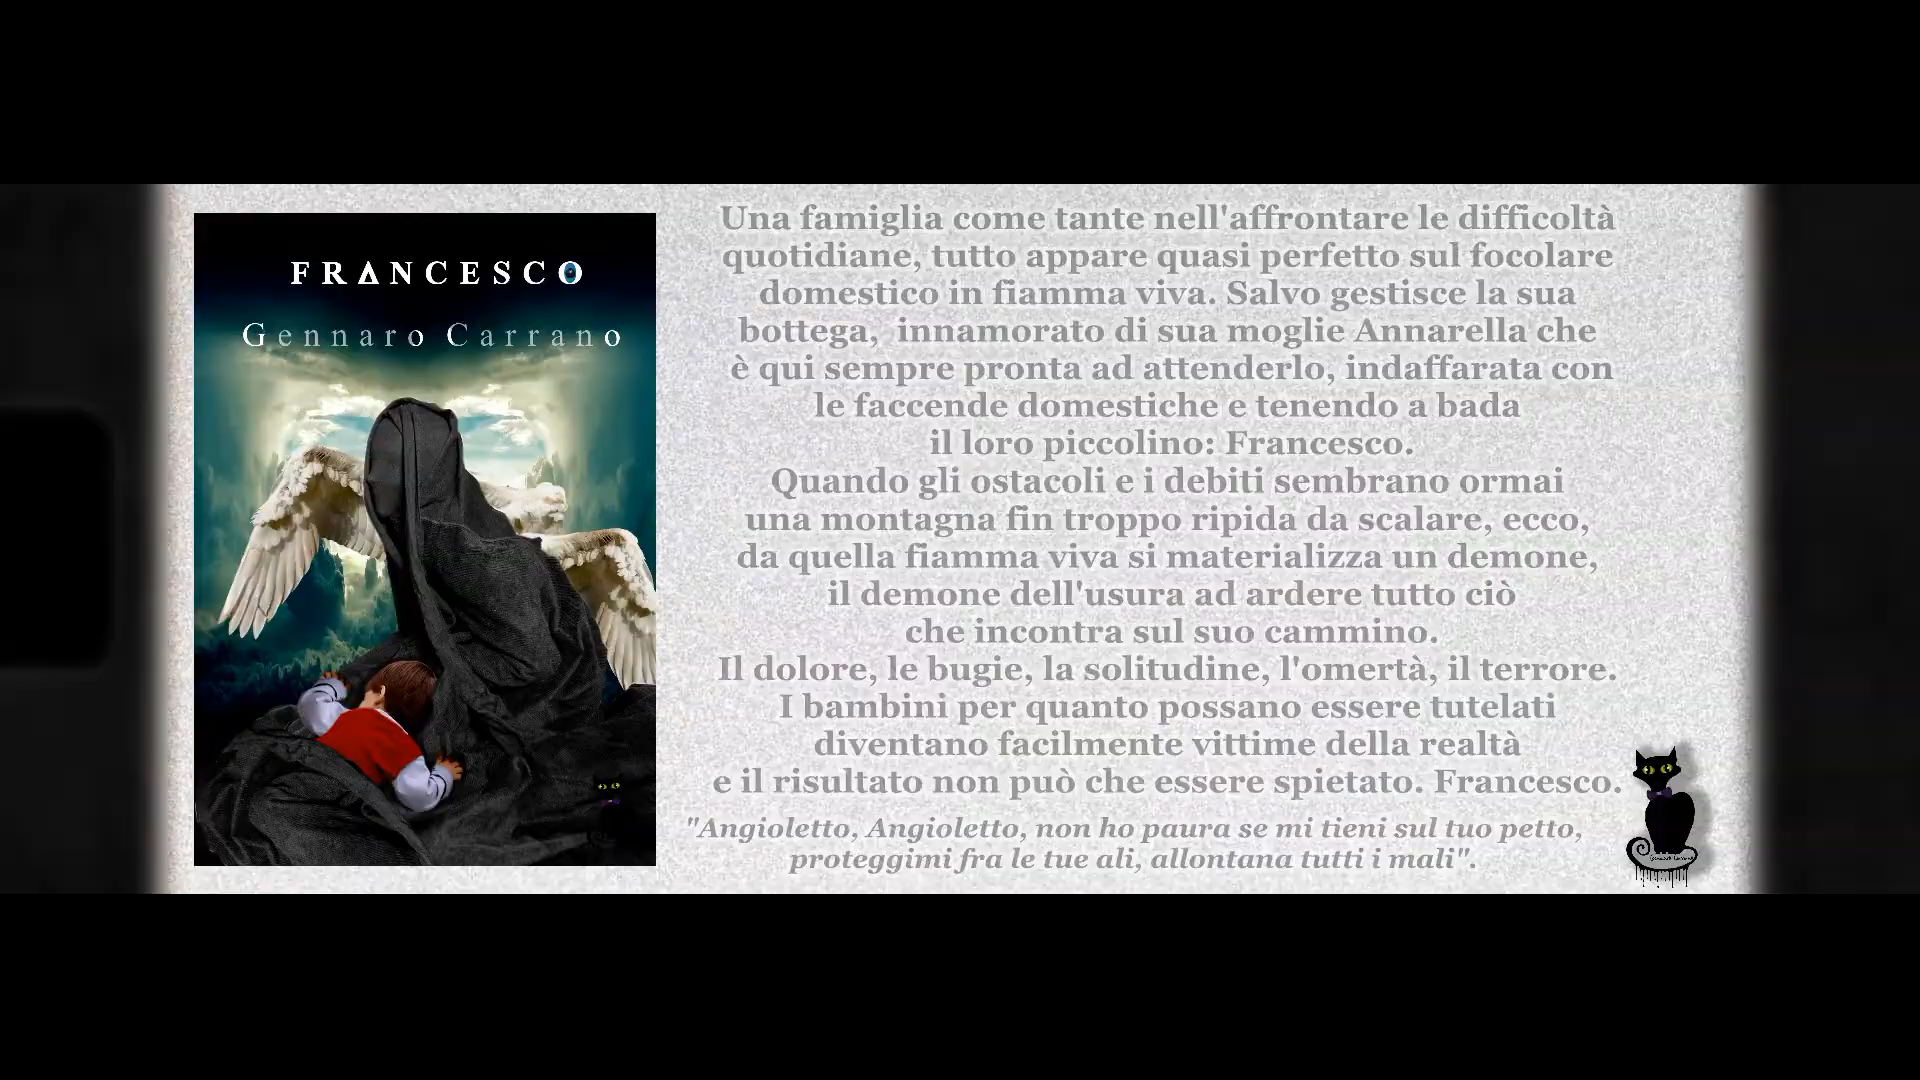 FRANCESCO
Gennaro Carrano
Una famiglia come tante nell'affrontare le difficoltà
quotidiane, tutto appare quasi perfetto sul focolare
domestico in fiamma viva. Salvo gestisce la sua
bottega, innamorato di sua moglie Annarella che
è qui sempre pronta ad attenderlo, indaffarata con
le faccende domestiche e tenendo a bada
il loro piccolino: Francesco.
Quando gli ostacoli e i debiti sembrano ormai
una montagna fin troppo ripida da scalare, ecco,
da quella fiamma viva si materializza un demone,
il demone dell'usura ad ardere tutto ciò
che incontra sul suo cammino.
Il dolore, le bugie, la solitudine, l'omertà, il terrore.
I bambini per quanto possano essere tutelati
diventano facilmente vittime della realtà
e il risultato non può che essere spietato. Francesco.
"Angioletto, Angioletto, non ho paura se mi tieni sul tuo petto,
proteggimi fra le tue ali, allontana tutti i mali".